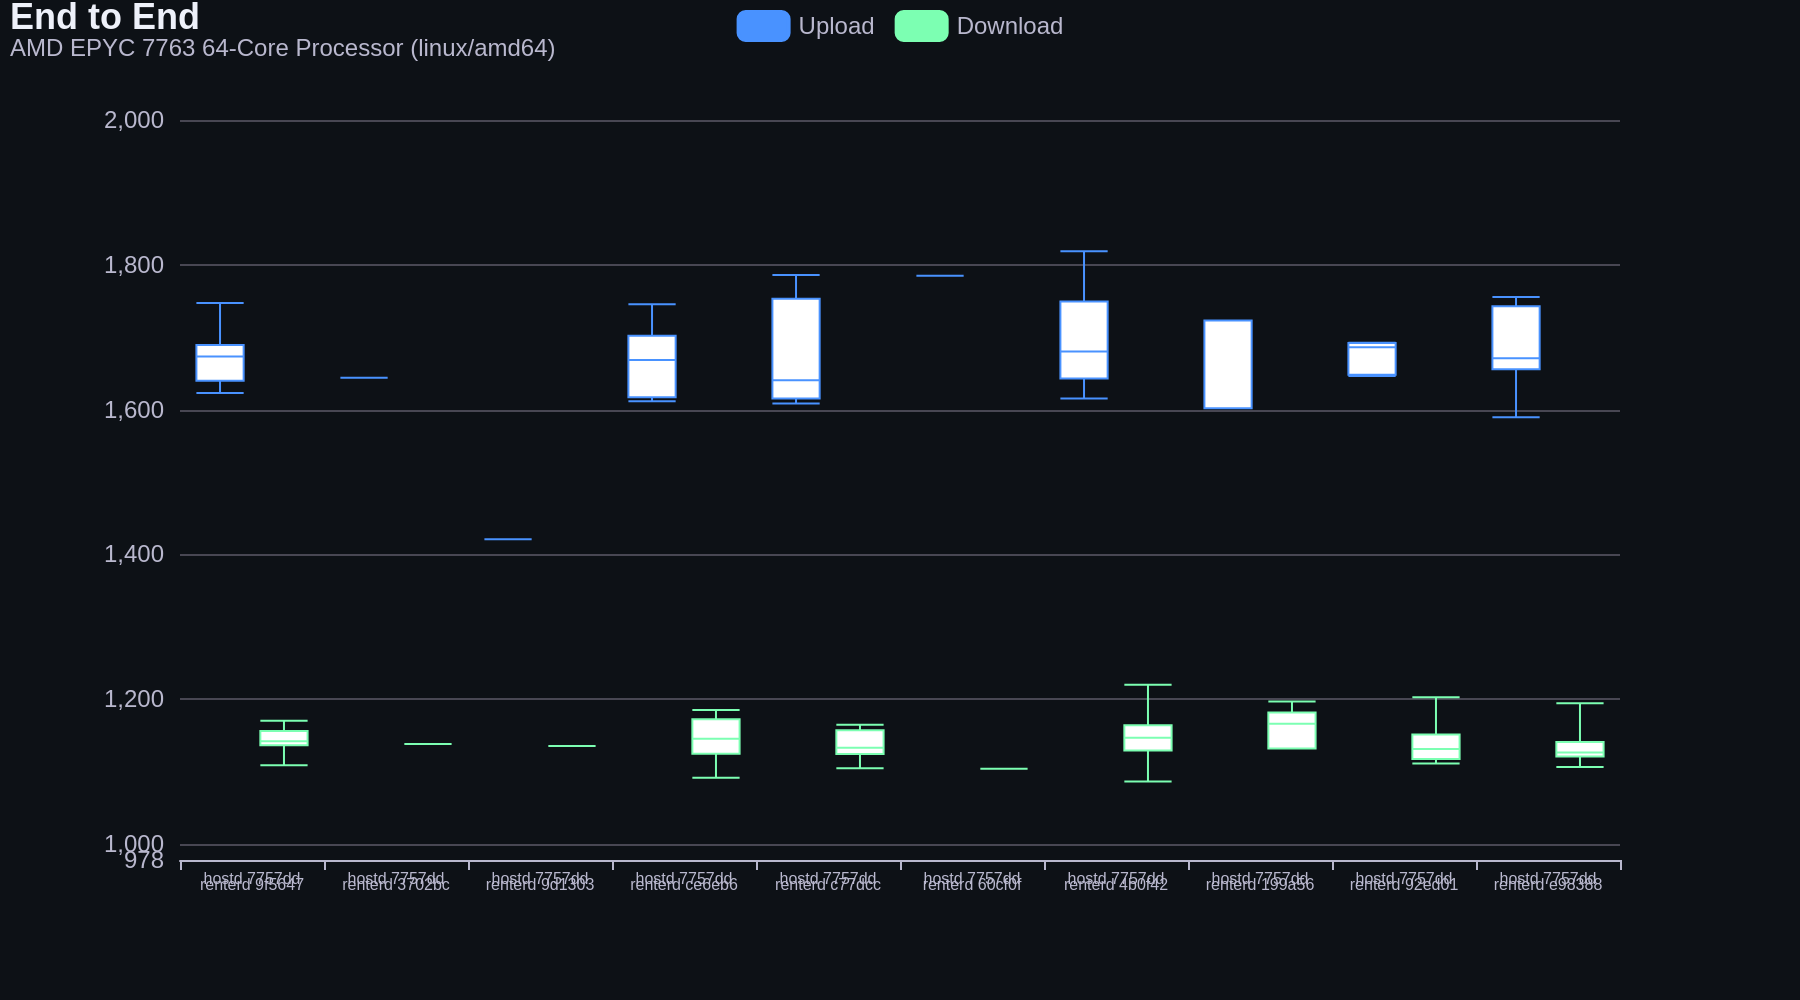 End to End
AMD EPYC 7763 64-Core Processor (linux/amd64)
Upload
Download
2,000
1,800
1,600
1,400
1,200
1,000
978
hostd 7757dd
renterd 9f5647
hostd 7757dd
renterd 3702bc
hostd 7757dd
renterd 9d1303
hostd 7757dd
renterd ce6eb6
hostd 7757dd
renterd c77dcc
hostd 7757dd
renterd 60cf0f
hostd 7757dd
renterd 4b0f42
hostd 7757dd
renterd 199a56
hostd 7757dd
renterd 92ed01
hostd 7757dd
renterd e98388